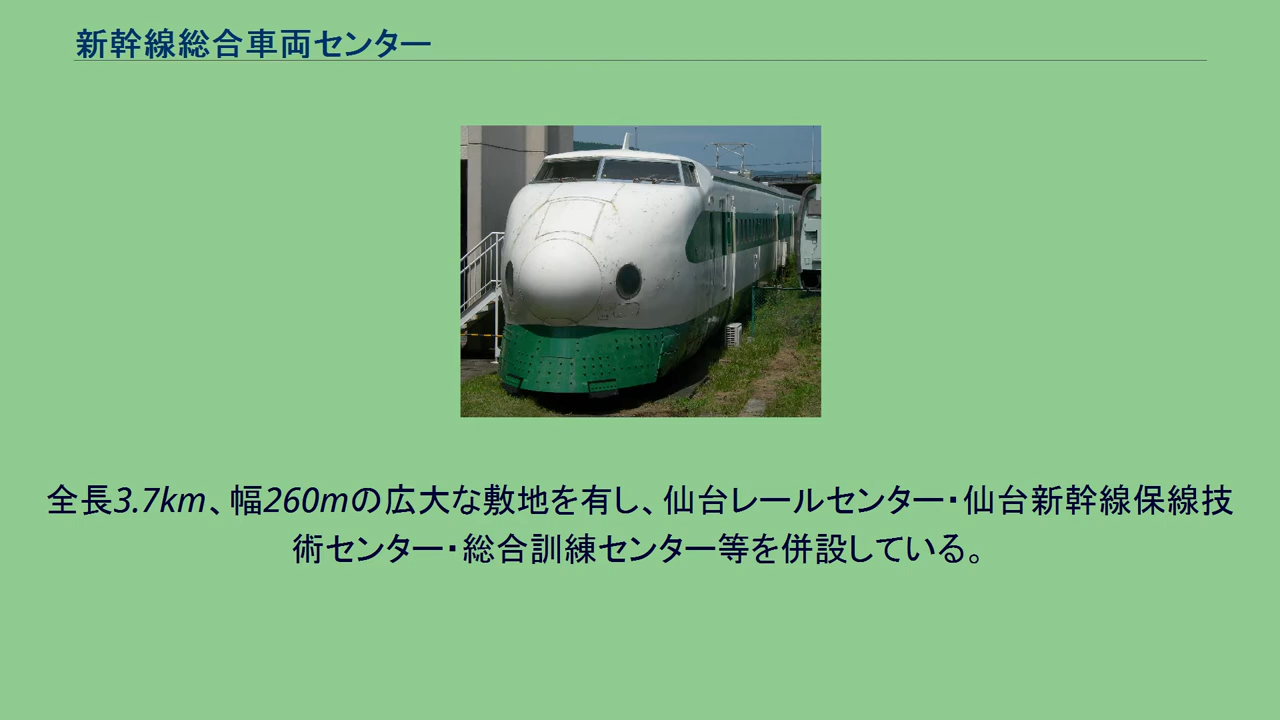 新幹線総合車両センター
全長3.7km、幅260mの広大な敷地を有し、仙台レールセンター・仙台新幹線保線技
術センター・総合訓練センター等を併設している。